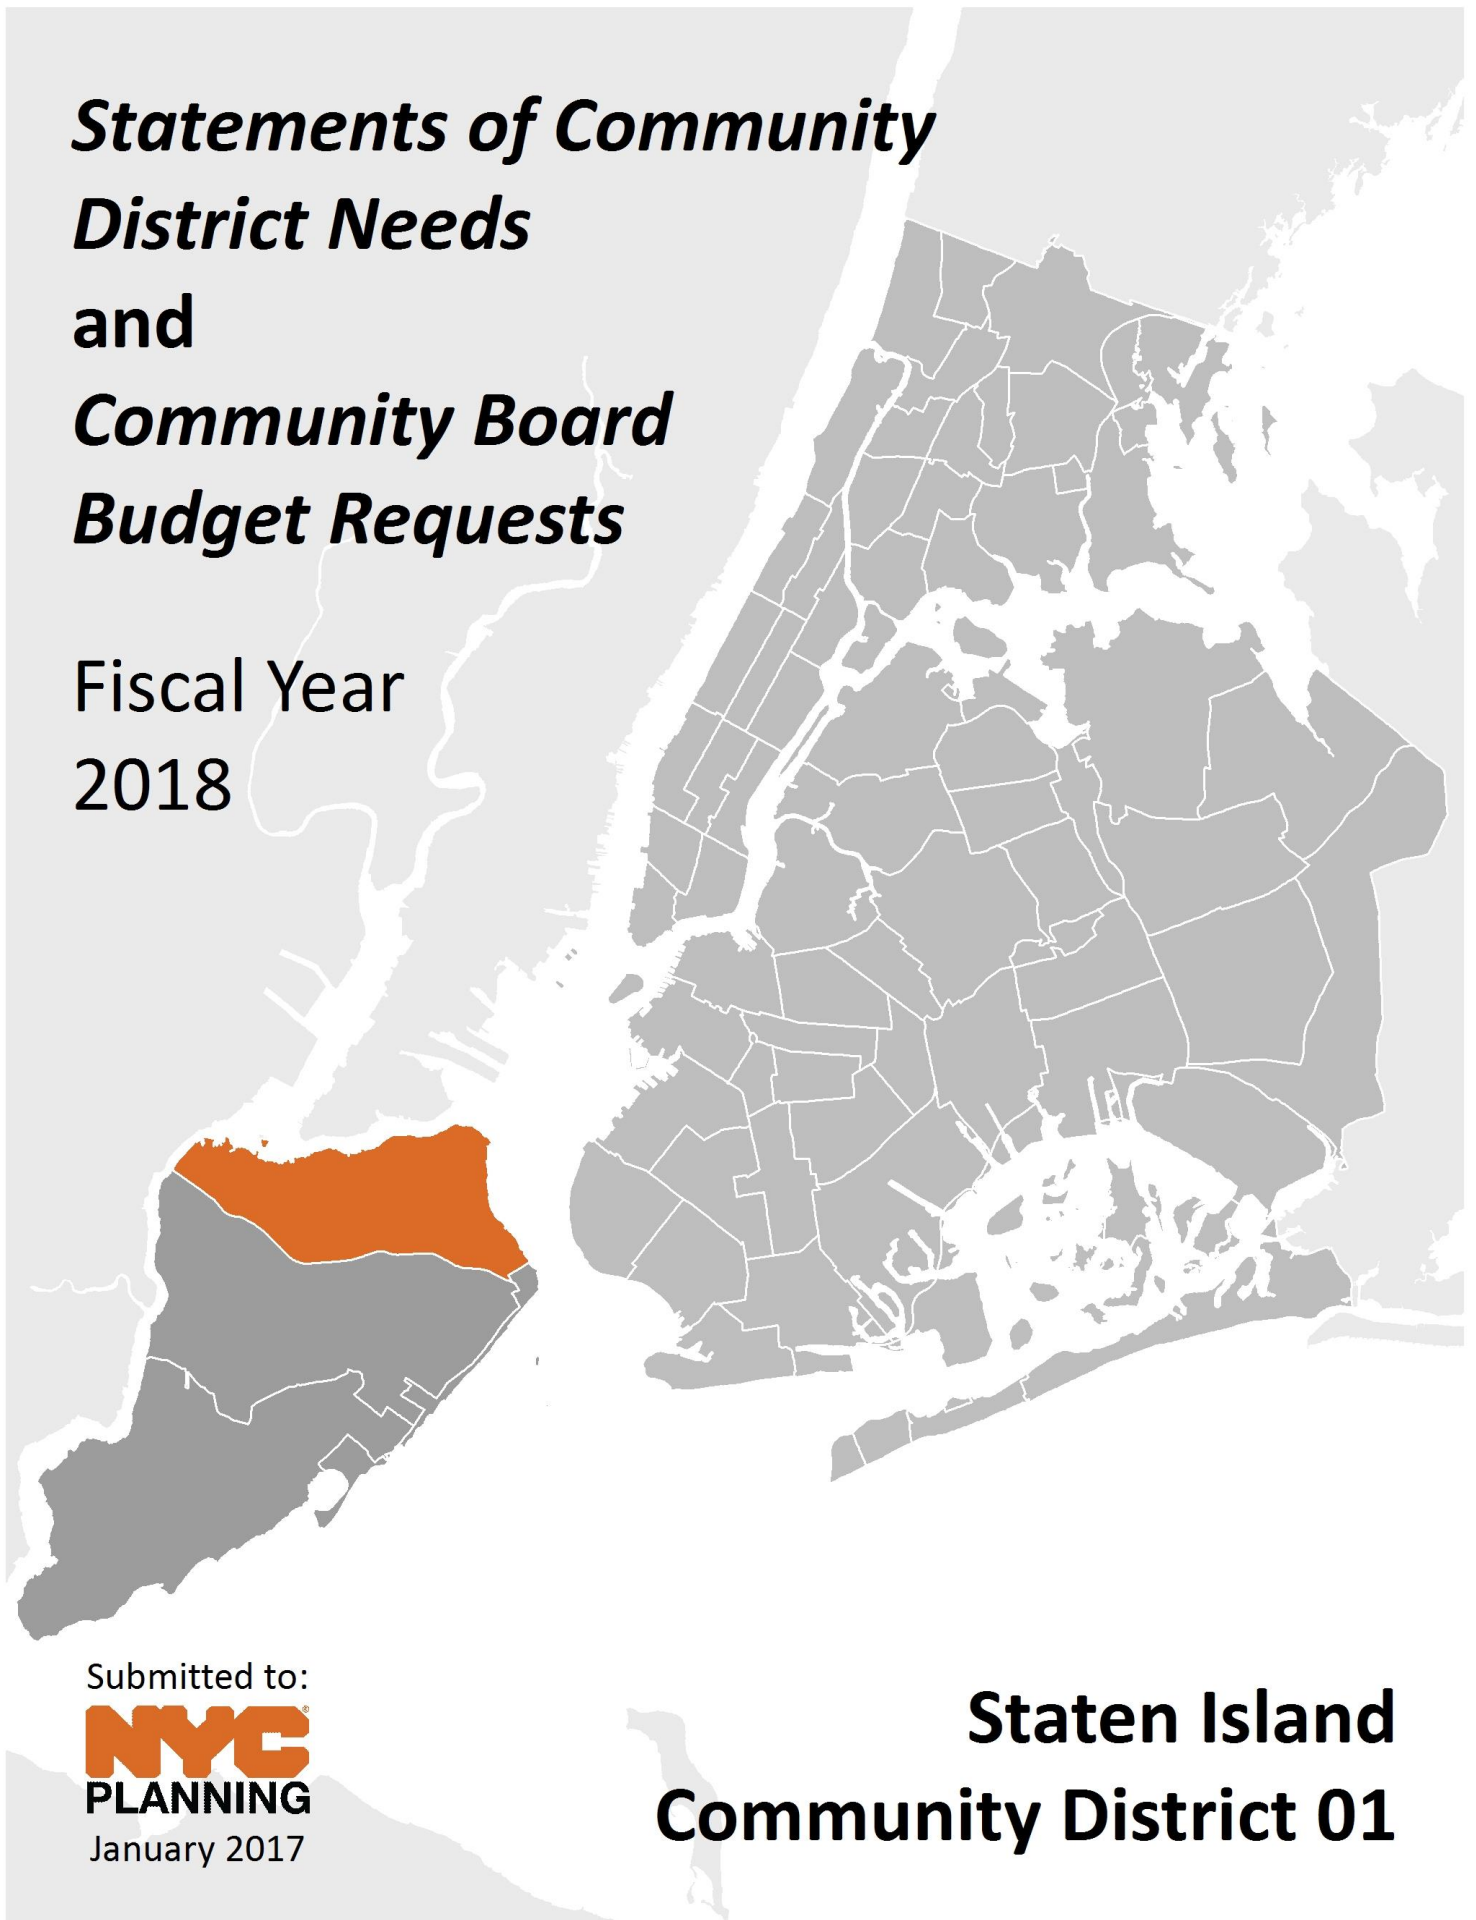 Statements of Community
District Needs
and
Community Board
Budget Requests
Fiscal Year
2018
Submitted to:
NYC®
PLANNING
January 2017
Staten Island
Community District 01